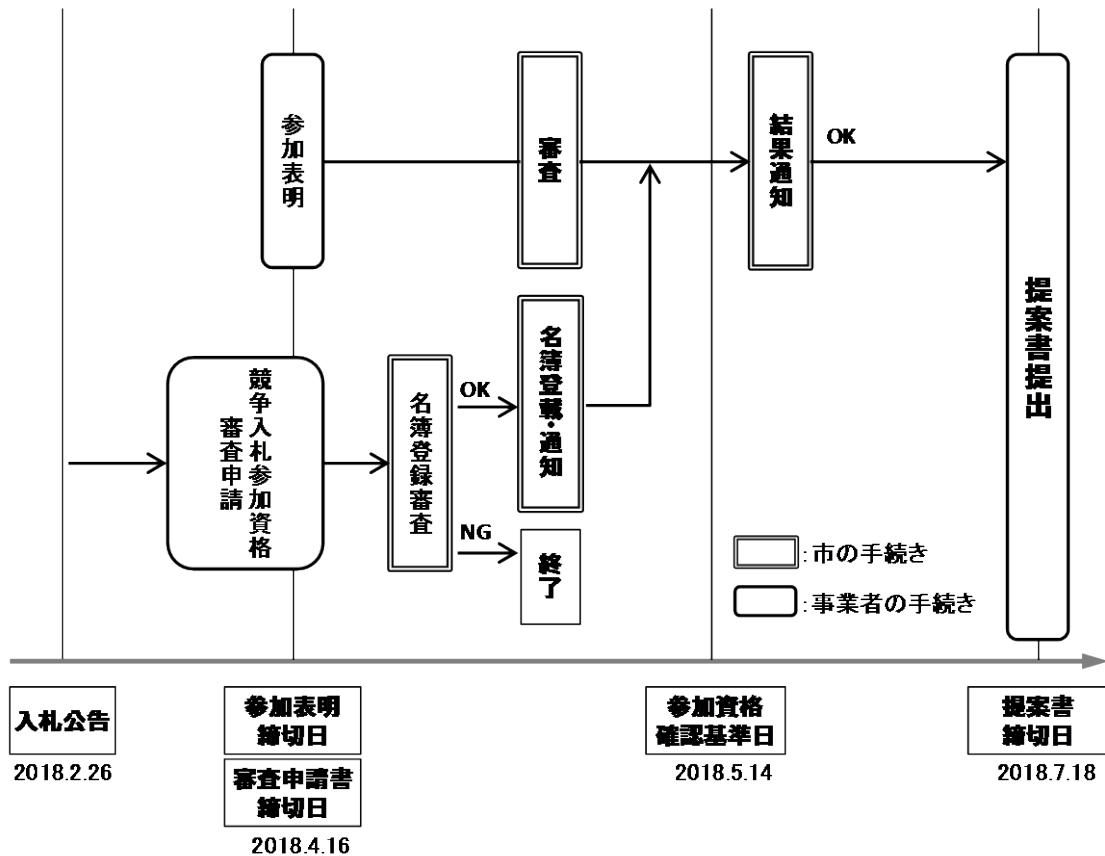 参加表明
審査
結果通知
OK
提案書提出
競争入札参加資格
審査申請
名簿登録審査
OK
NG
名簿登載・通知
終了
:市の手続き
:事業者の手続き
入札公告
2018.2.26
参加表明
締切日
審査申請書
締切日
2018.4.16
参加資格
確認基準日
2018.5.14
提案書
締切日
2018.7.18